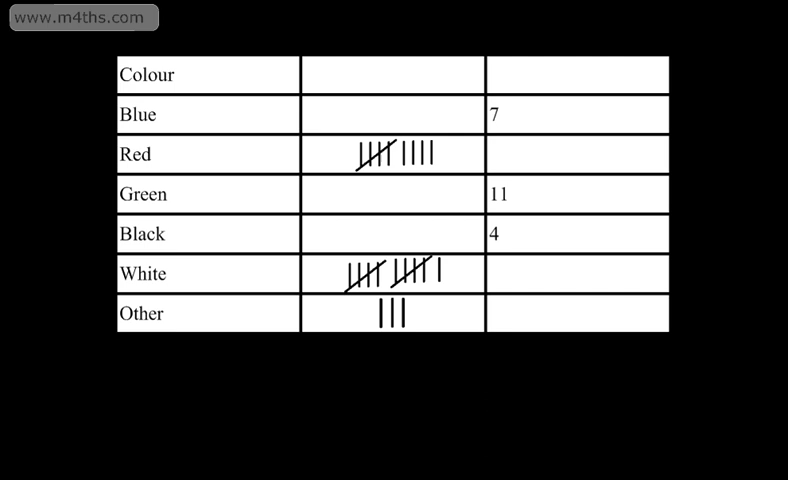 www.m4ths.com
Colour
Blue 7
Red
Green 11
Black 4
White
Other